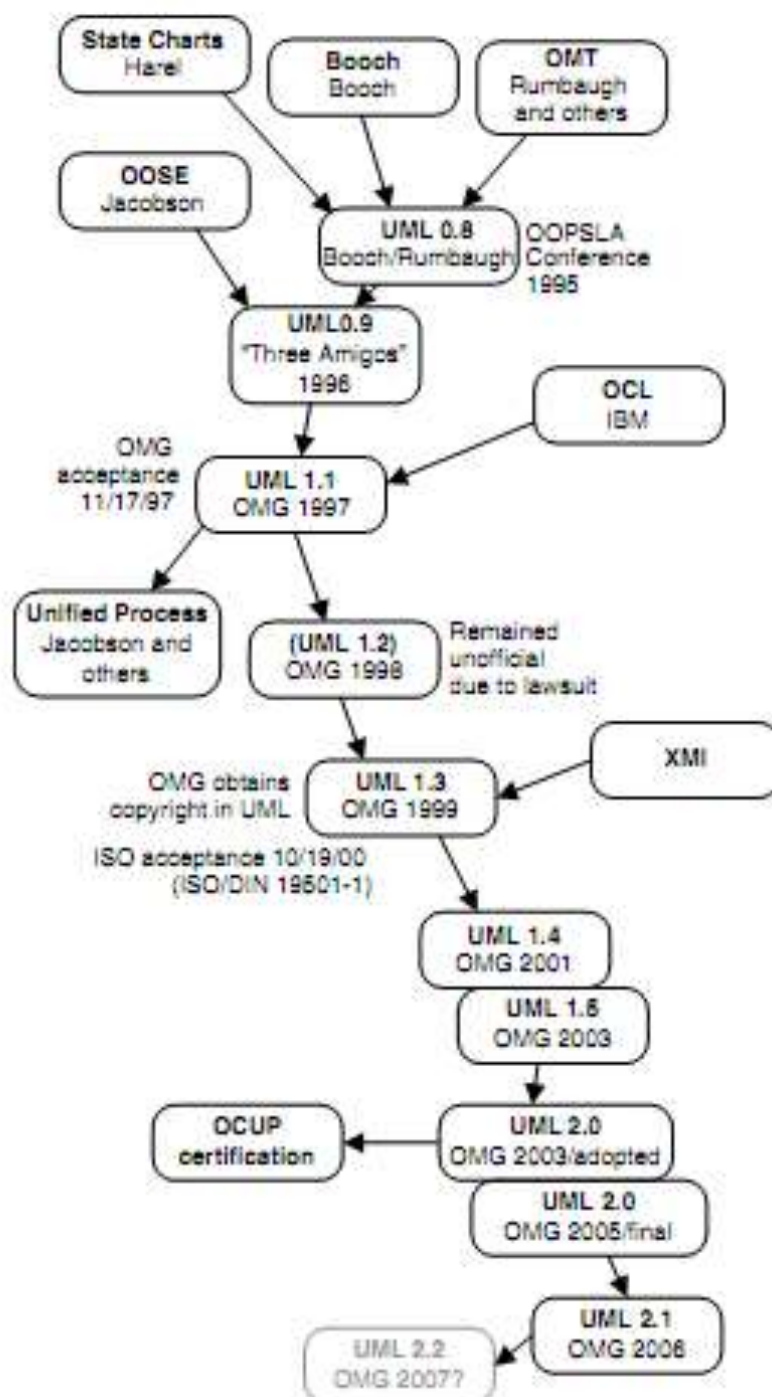 State Charts
Harel
Booch
Booch
OMT
Rumbaugh
and others
OOSE
Jacobson
UML 0.8
Booch/Rumbaugh
OOPSLA
Conference
1995
UML0.9
"Three Amigos"
1996
OCL
IBM
OMG
acceptance
11/17/97
UML 1.1
OMG 1997
Unified Process
Jacobson and
others
(UML 1.2)
OMG 1998
Remained
unofficial
due to lawsuit
XMI
OMG obtains
copyright in UML
UML 1.3
OMG 1999
ISO acceptance 10/19/00
(ISO/DIN 19501-1)
UML 1.4
OMG 2001
UML 1.5
OMG 2003
OCUP
certification
UML 2.0
OMG 2003/adopted
UML 2.0
OMG 2005/final
UML 2.1
OMG 2006
UML 2.2
OMG 2007?